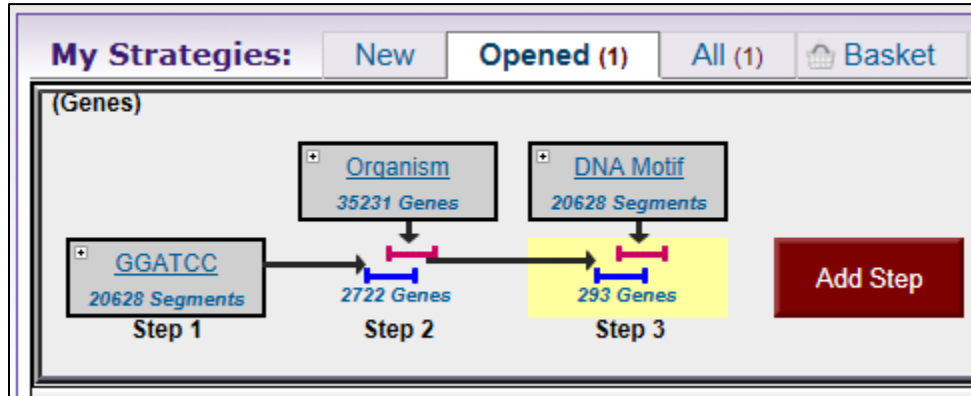 My Strategies: New Opened (1) All (1) Basket
(Genes)
Organism
35231 Genes
DNA Motif
20628 Segments
GGATCC
20628 Segments
Step 1
2722 Genes
Step 2
293 Genes
Step 3
Add Step